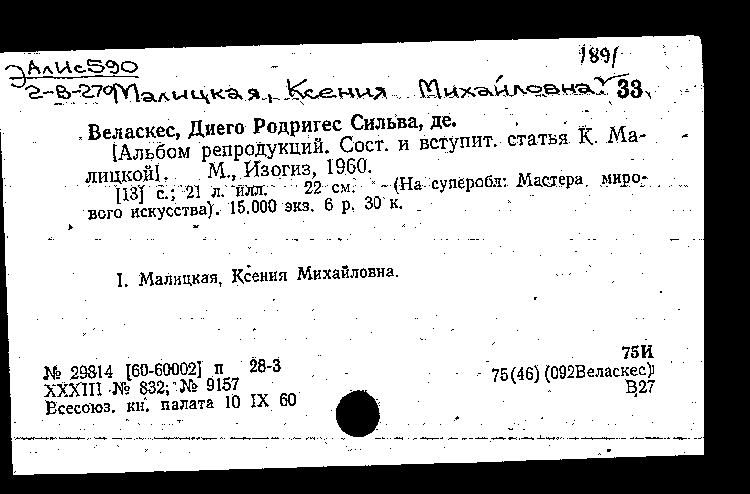 ЭАлИс590
189/
2-В-270 Малицкая, Ксения Михайловна 33
Веласкес, Диего Родригес Сильва, де.
[Альбом репродукций. Сост. и вступит. статья К. Ма-
лицкой]. М., Изогиз, 1960.
[13] с.; 21 л. илл. 22 см. (На суперобл: Мастера миро-
вого искусства). 15.000 экз. 6 р. 30 к.
I. Малицкая, Ксения Михайловна.
№ 29814 [60-60002] п 28-3
XXXIII № 832; № 9157
Всесоюз. кн. палата 10 IX 60
75И
75(46)(092Веласкес)
В27